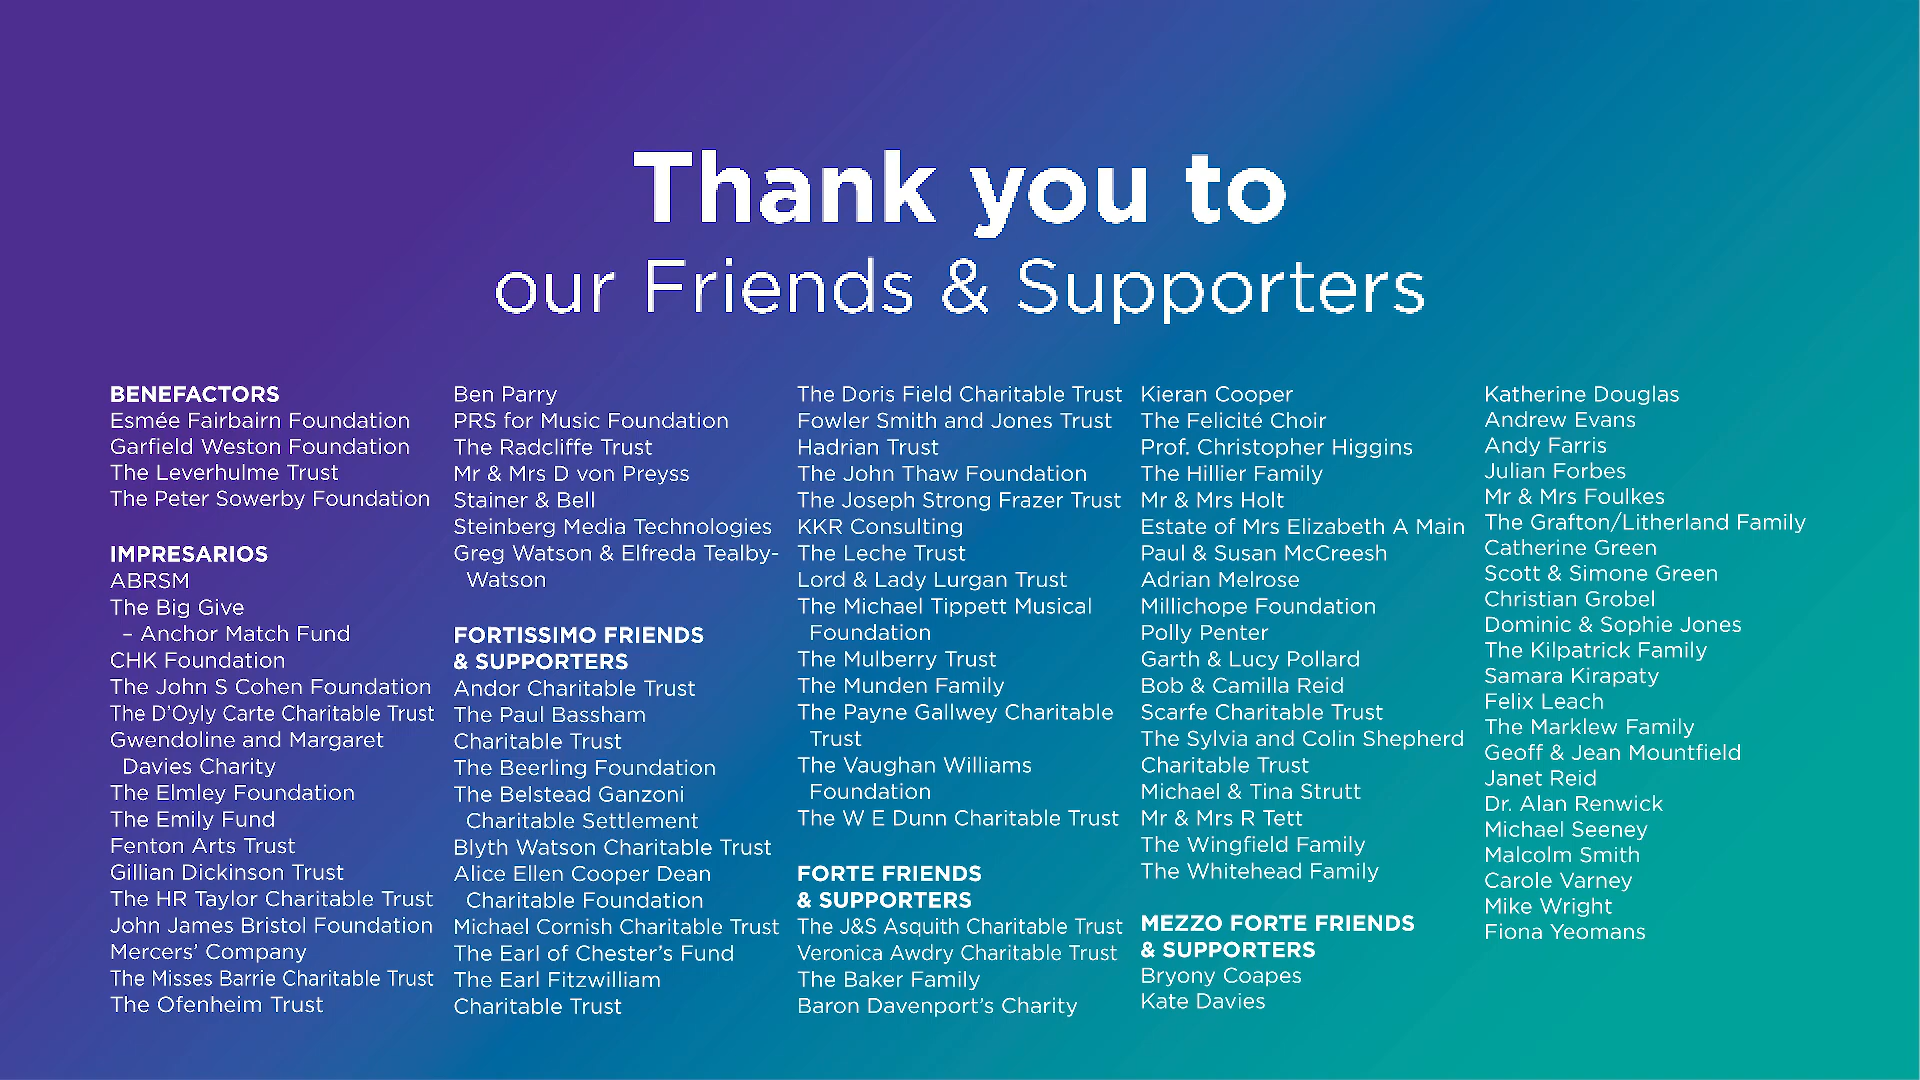 Thank you to
our Friends & Supporters
BENEFACTORS
Esmée Fairbairn Foundation
Garfield Weston Foundation
The Leverhulme Trust
The Peter Sowerby Foundation
IMPRESARIOS
ABRSM
The Big Give
– Anchor Match Fund
CHK Foundation
The John S Cohen Foundation
The D’Oyly Carte Charitable Trust
Gwendoline and Margaret
Davies Charity
The Elmley Foundation
The Emily Fund
Fenton Arts Trust
Gillian Dickinson Trust
The HR Taylor Charitable Trust
John James Bristol Foundation
Mercers’ Company
The Misses Barrie Charitable Trust
The Ofenheim Trust
Ben Parry
PRS for Music Foundation
The Radcliffe Trust
Mr & Mrs D von Preyss
Stainer & Bell
Steinberg Media Technologies
Greg Watson & Elfreda Tealby-
Watson
FORTISSIMO FRIENDS
& SUPPORTERS
Andor Charitable Trust
The Paul Bassham
Charitable Trust
The Beerling Foundation
The Belstead Ganzoni
Charitable Settlement
Blyth Watson Charitable Trust
Alice Ellen Cooper Dean
Charitable Foundation
Michael Cornish Charitable Trust
The Earl of Chester’s Fund
The Earl Fitzwilliam
Charitable Trust
The Doris Field Charitable Trust
Fowler Smith and Jones Trust
Hadrian Trust
The John Thaw Foundation
The Joseph Strong Frazer Trust
KKR Consulting
The Leche Trust
Lord & Lady Lurgan Trust
The Michael Tippett Musical
Foundation
The Mulberry Trust
The Munden Family
The Payne Gallwey Charitable
Trust
The Vaughan Williams
Foundation
The W E Dunn Charitable Trust
FORTE FRIENDS
& SUPPORTERS
The J&S Asquith Charitable Trust
Veronica Awdry Charitable Trust
The Baker Family
Baron Davenport’s Charity
Kieran Cooper
The Felicité Choir
Prof. Christopher Higgins
The Hillier Family
Mr & Mrs Holt
Estate of Mrs Elizabeth A Main
Paul & Susan McCreesh
Adrian Melrose
Millichope Foundation
Polly Penter
Garth & Lucy Pollard
Bob & Camilla Reid
Scarfe Charitable Trust
The Sylvia and Colin Shepherd
Charitable Trust
Michael & Tina Strutt
Mr & Mrs R Tett
The Wingfield Family
The Whitehead Family
MEZZO FORTE FRIENDS
& SUPPORTERS
Bryony Coapes
Kate Davies
Katherine Douglas
Andrew Evans
Andy Farris
Julian Forbes
Mr & Mrs Foulkes
The Grafton/Litherland Family
Catherine Green
Scott & Simone Green
Christian Grobel
Dominic & Sophie Jones
The Kilpatrick Family
Samara Kirapaty
Felix Leach
The Marklew Family
Geoff & Jean Mountfield
Janet Reid
Dr. Alan Renwick
Michael Seeney
Malcolm Smith
Carole Varney
Mike Wright
Fiona Yeomans